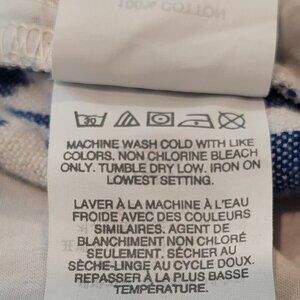 100% COTTON
30
MACHINE WASH COLD WITH LIKE
COLORS. NON CHLORINE BLEACH
ONLY. TUMBLE DRY LOW. IRON ON
LOWEST SETTING.
LAVER À LA MACHINE À L'EAU
FROIDE AVEC DES COULEURS
SIMILAIRES. AGENT DE
BLANCHIMENT NON CHLORÉ
SEULEMENT. SÉCHER AU
SÈCHE-LINGE AU CYCLE DOUX.
REPASSER À LA PLUS BASSE
TEMPÉRATURE.